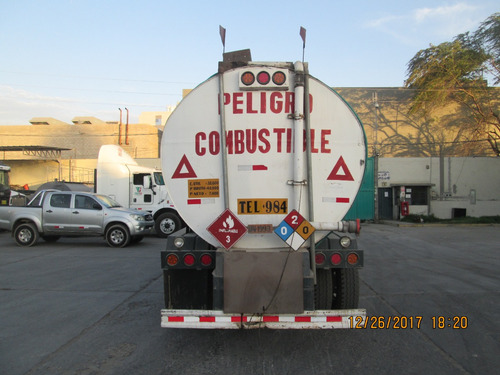 PELIGRO
COMBUSTIBLE
TEL-984
3
2
0 0
12/26/2017 18:20